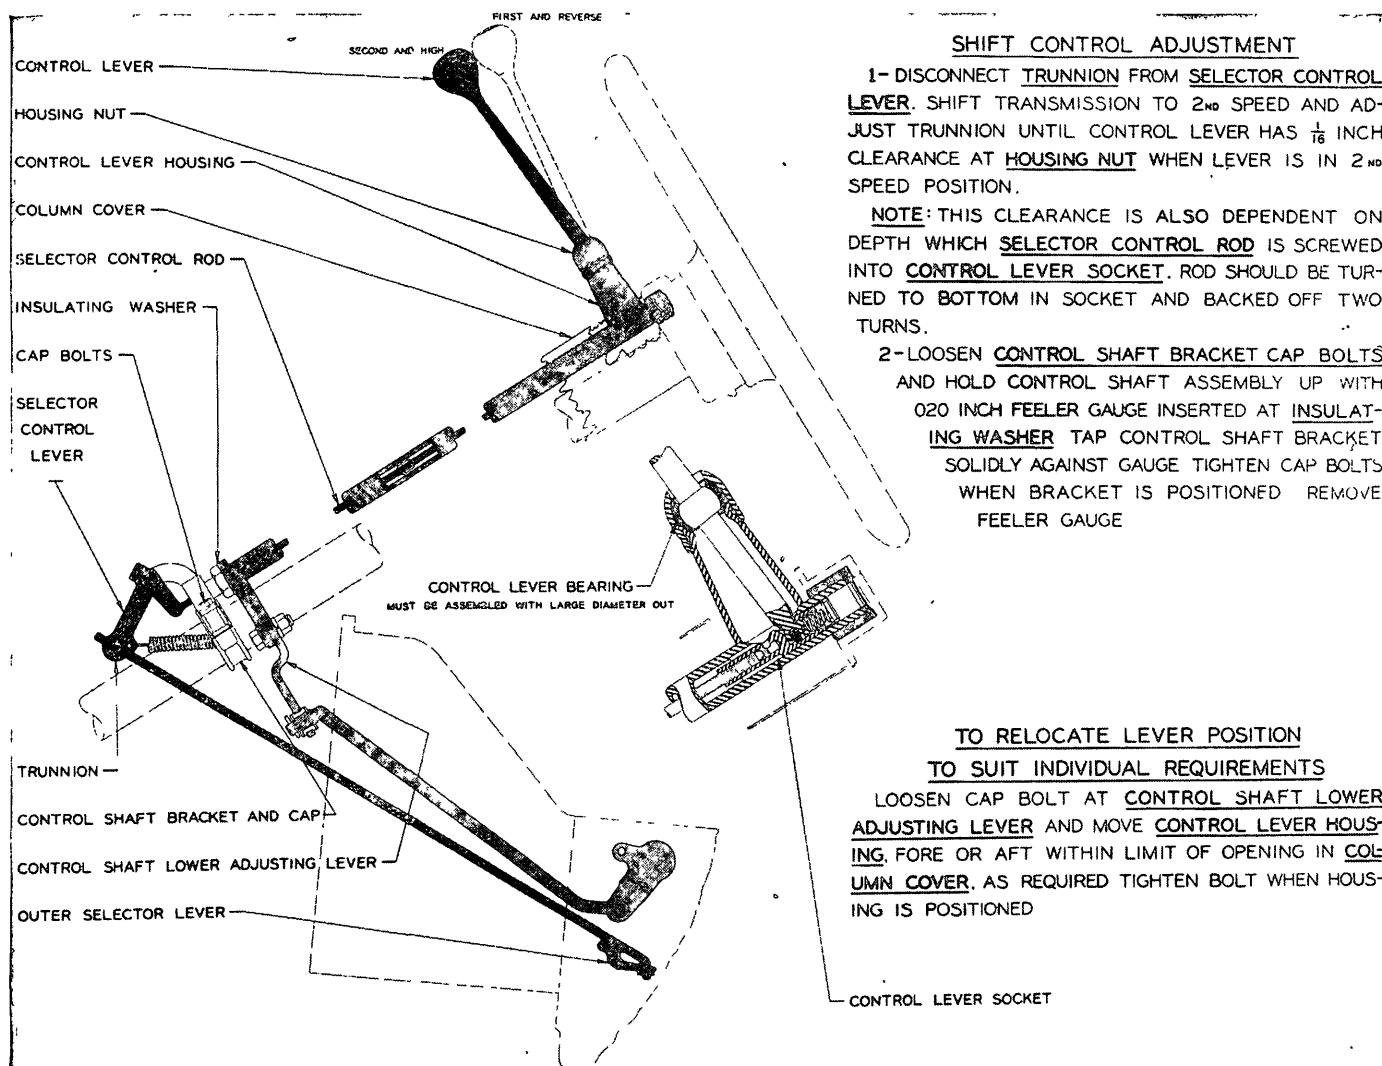 FIRST AND REVERSE
SECOND AND HIGH
CONTROL LEVER
HOUSING NUT
CONTROL LEVER HOUSING
COLUMN COVER
SELECTOR CONTROL ROD
INSULATING WASHER
CAP BOLTS
SELECTOR
CONTROL
LEVER
CONTROL LEVER BEARING
MUST BE ASSEMBLED WITH LARGE DIAMETER OUT
TRUNNION
CONTROL SHAFT BRACKET AND CAP
CONTROL SHAFT LOWER ADJUSTING LEVER
OUTER SELECTOR LEVER
SHIFT CONTROL ADJUSTMENT
1-DISCONNECT TRUNNION FROM SELECTOR CONTROL
LEVER. SHIFT TRANSMISSION TO 2ND SPEED AND AD-
JUST TRUNNION UNTIL CONTROL LEVER HAS 1/16 INCH
CLEARANCE AT HOUSING NUT WHEN LEVER IS IN 2ND
SPEED POSITION.
NOTE: THIS CLEARANCE IS ALSO DEPENDENT ON
DEPTH WHICH SELECTOR CONTROL ROD IS SCREWED
INTO CONTROL LEVER SOCKET. ROD SHOULD BE TUR-
NED TO BOTTOM IN SOCKET AND BACKED OFF TWO
TURNS.
2-LOOSEN CONTROL SHAFT BRACKET CAP BOLTS
AND HOLD CONTROL SHAFT ASSEMBLY UP WITH
020 INCH FEELER GAUGE INSERTED AT INSULAT-
ING WASHER TAP CONTROL SHAFT BRACKET
SOLIDLY AGAINST GAUGE TIGHTEN CAP BOLTS
WHEN BRACKET IS POSITIONED REMOVE
FEELER GAUGE
TO RELOCATE LEVER POSITION
TO SUIT INDIVIDUAL REQUIREMENTS
LOOSEN CAP BOLT AT CONTROL SHAFT LOWER
ADJUSTING LEVER AND MOVE CONTROL LEVER HOUS-
ING, FORE OR AFT WITHIN LIMIT OF OPENING IN COL-
UMN COVER, AS REQUIRED TIGHTEN BOLT WHEN HOUS-
ING IS POSITIONED
CONTROL LEVER SOCKET